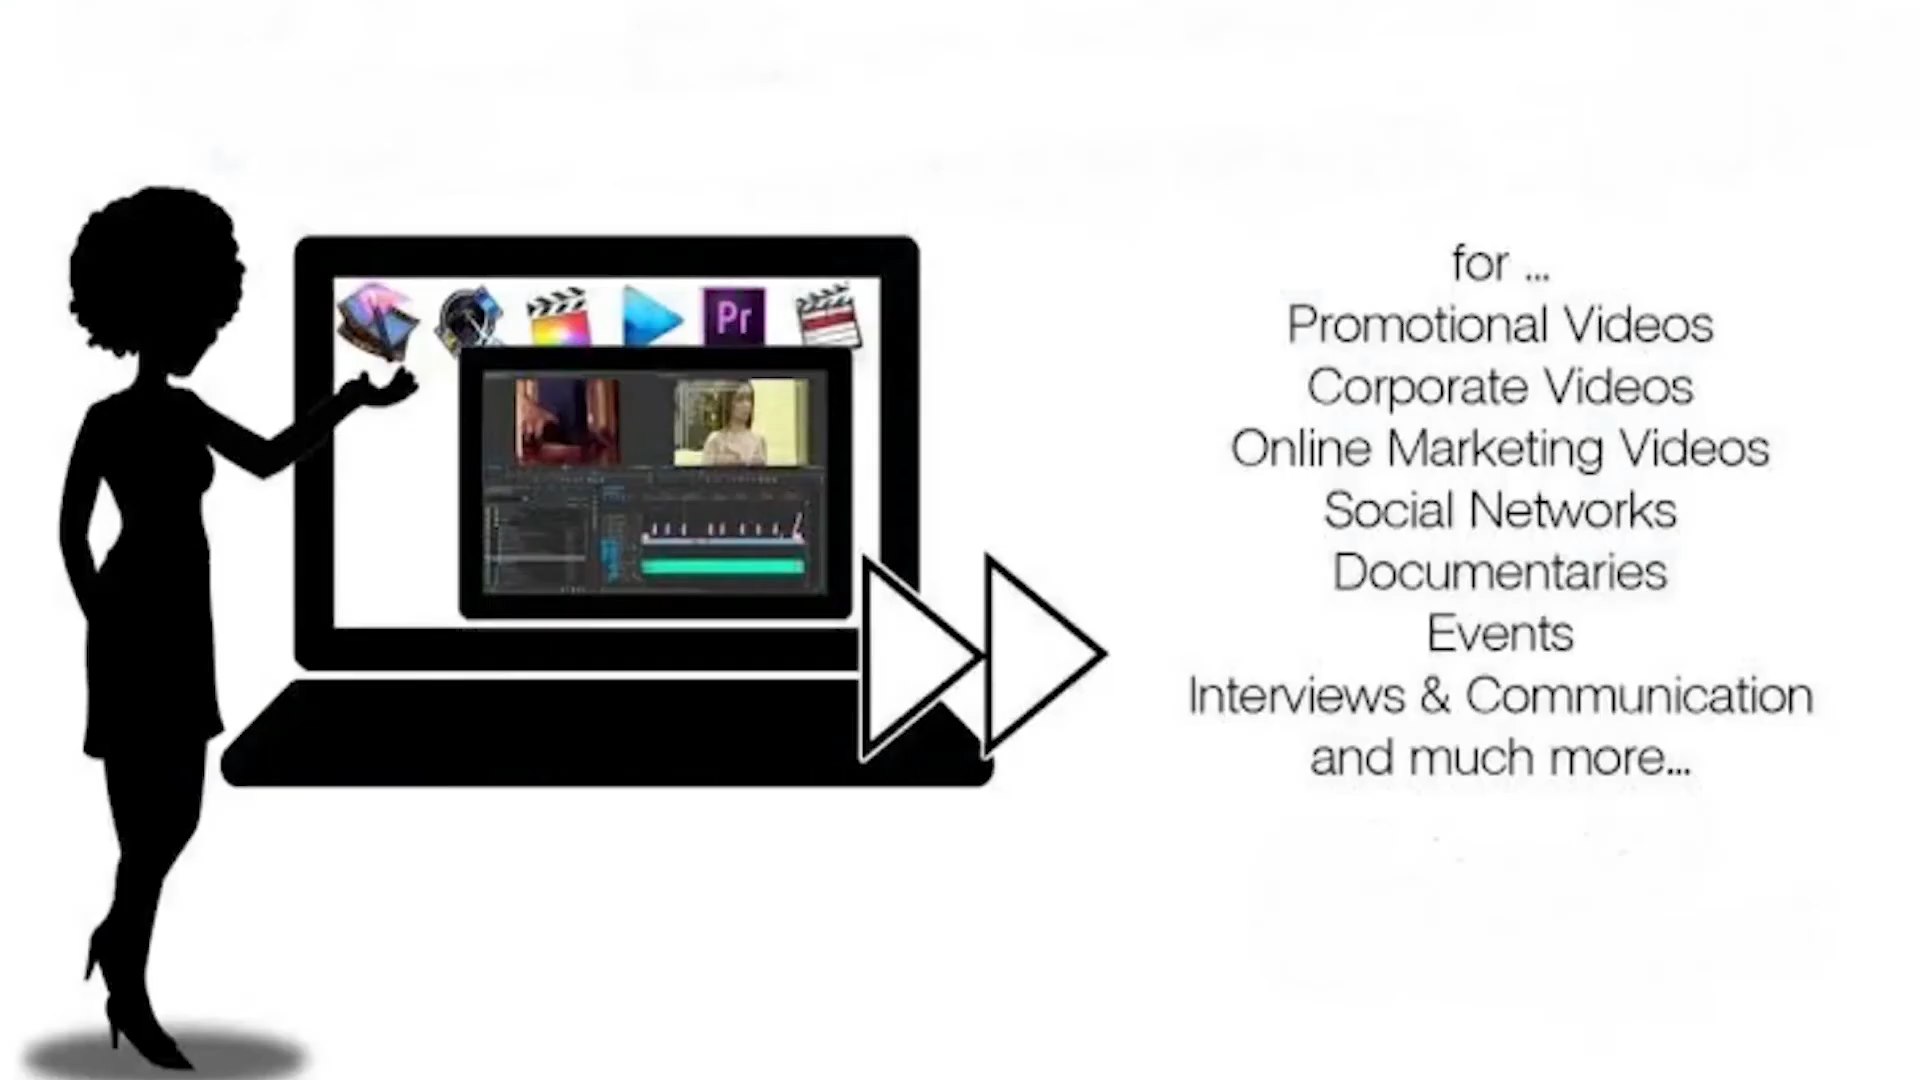 Pr
for ...
Promotional Videos
Corporate Videos
Online Marketing Videos
Social Networks
Documentaries
Events
Interviews & Communication
and much more...